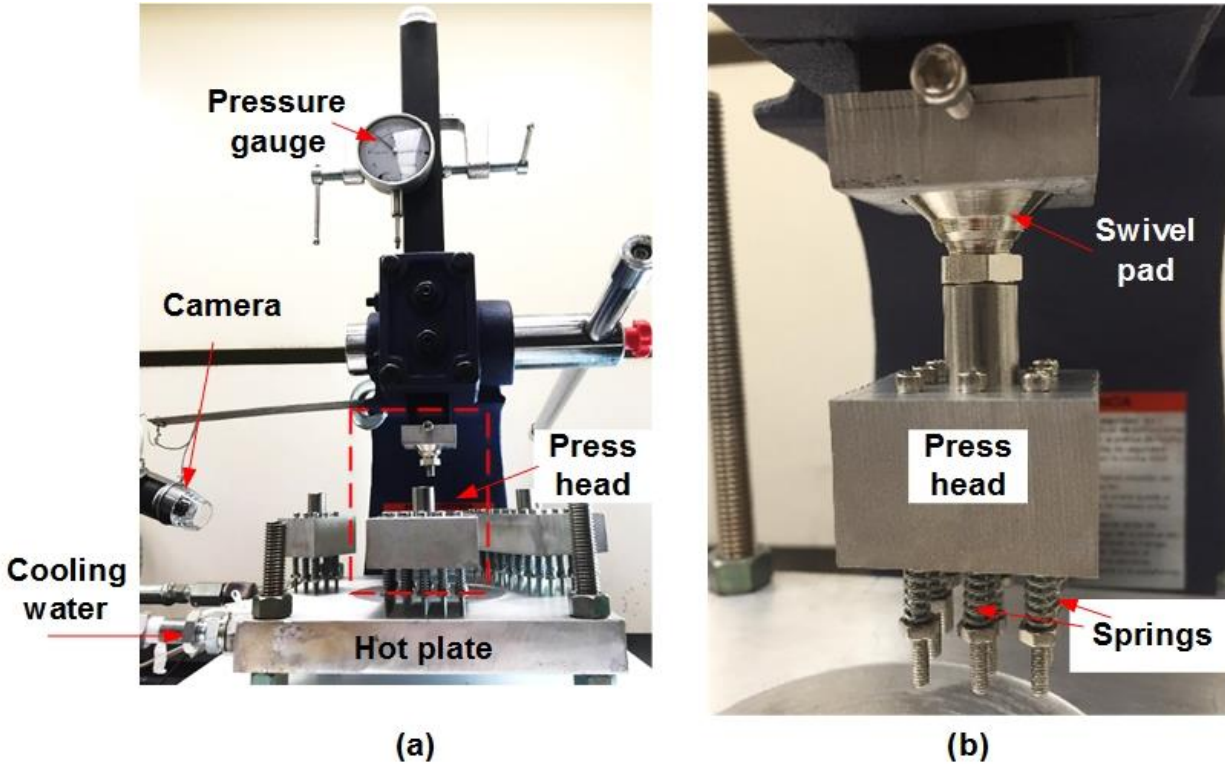 Pressure
gauge
Camera
Press
head
Cooling
water
Hot plate
(a)
Swivel
pad
Press
head
Springs
(b)